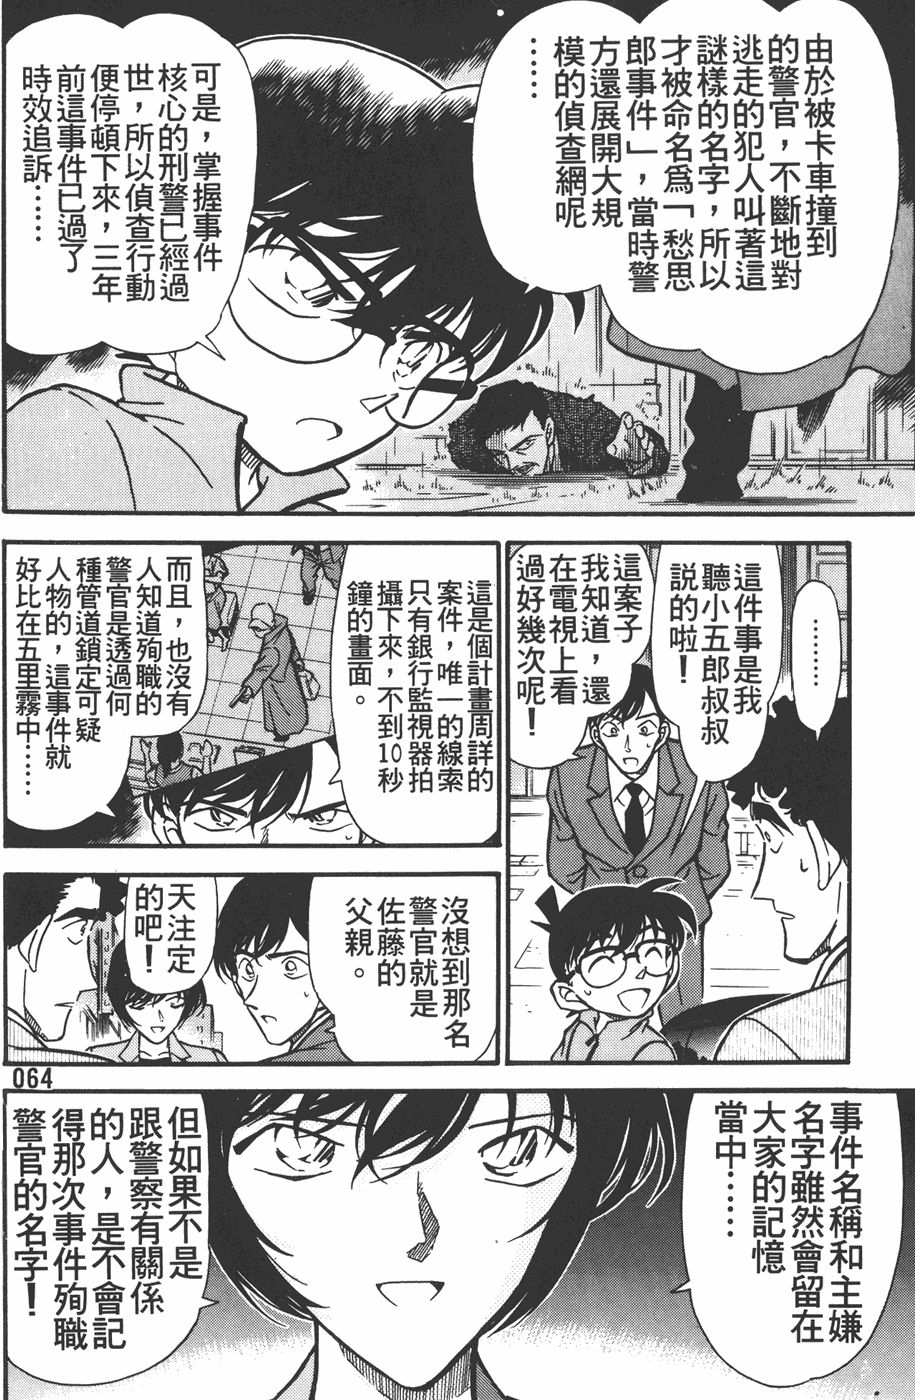 由於被卡車撞到
的警官，不斷地對
逃走的犯人叫著這
謎樣的名字，所以
才被命名爲「愁思
郎事件」，當時警
方還展開大規
模的偵查網呢
……
可是，掌握事件
核心的刑警已經過
世，所以偵查行動
便停頓下來，三年
前這事件已過了
時效追訴……
……
這件事是我
聽小五郎叔叔
說的啦！
這案子
我知道，還
在電視上看
過好幾次呢！
這是個計畫周詳的
案件，唯一的線索
只有銀行監視器拍
攝下來，不到10秒
鐘的畫面。
而且，也沒有
人知道殉職的
警官是透過何
種管道鎖定可疑
人物的，這事件就
好比在五里霧中……
沒想到那名
警官就是
佐藤的
父親。
天注定
的吧！
064
事件名稱和主嫌
名字雖然會留在
大家的記憶
當中……
但如果不是
跟警察有關係
的人，是不會記
得那次事件殉職
警官的名字！